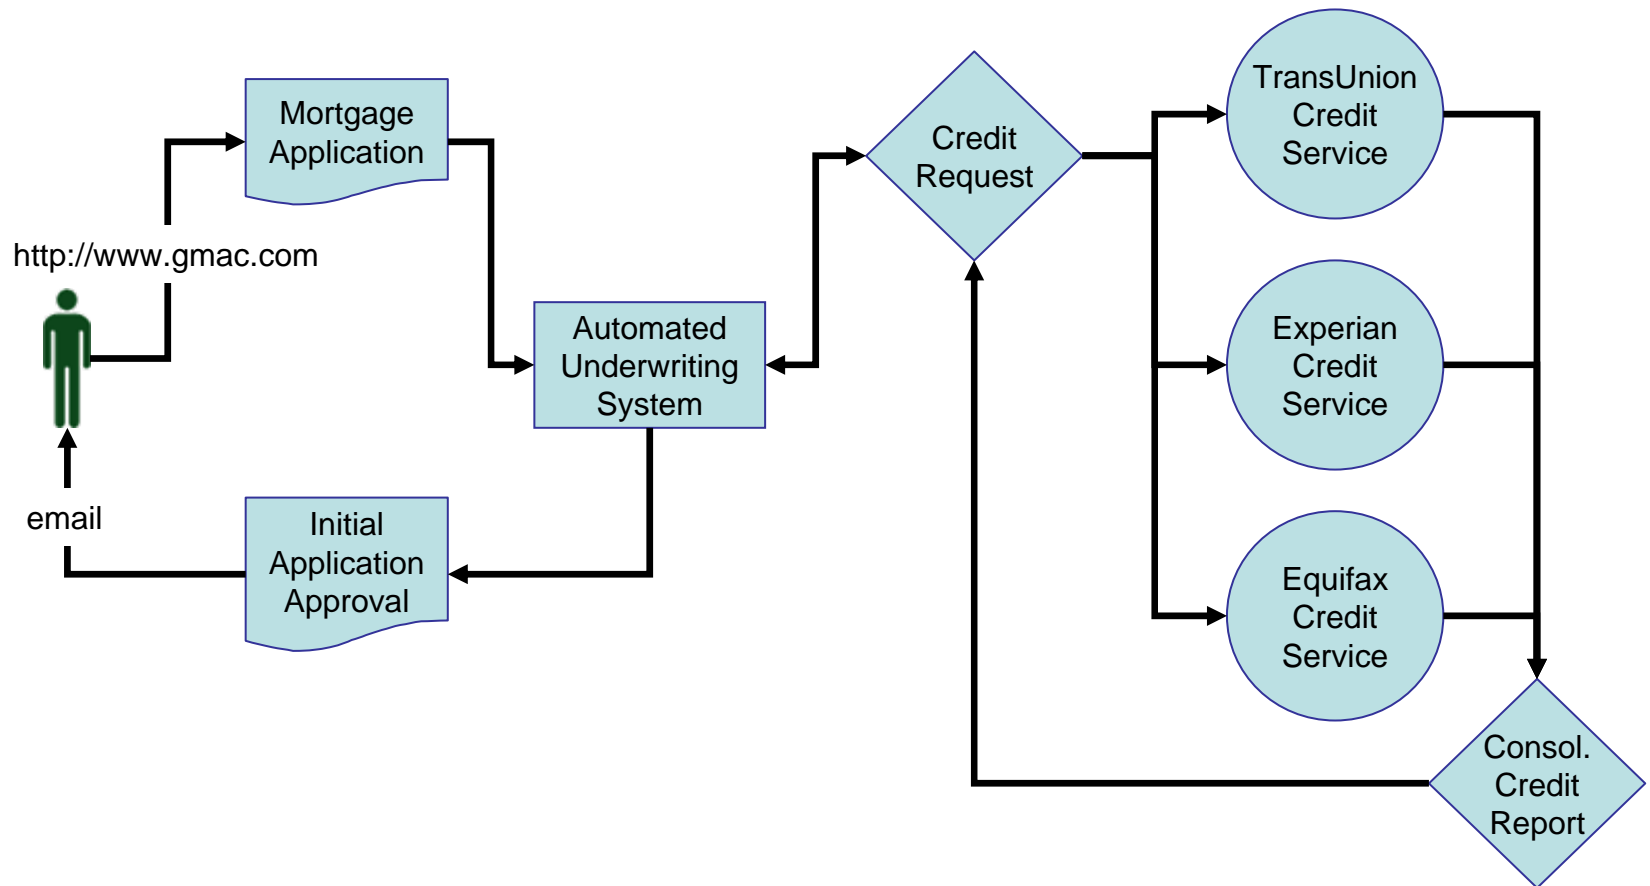 Mortgage
Application
http://www.gmac.com
Automated
Underwriting
System
Initial
Application
Approval
email
Credit
Request
TransUnion
Credit
Service
Experian
Credit
Service
Equifax
Credit
Service
Consol.
Credit
Report